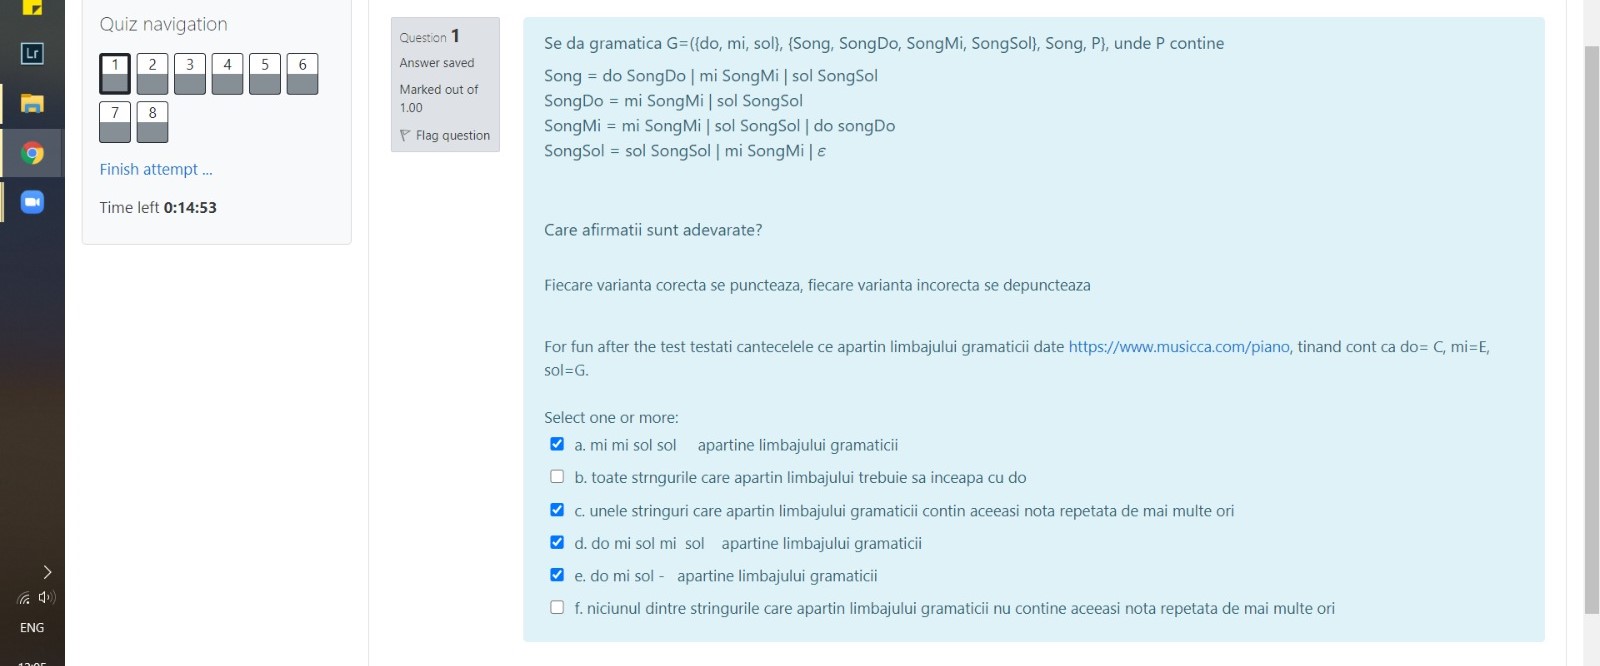 Quiz navigation
1 2 3 4 5 6
7 8
Finish attempt ...
Time left 0:14:53
Question 1
Answer saved
Marked out of
1.00
Flag question
Se da gramatica G=({do, mi, sol}, {Song, SongDo, SongMi, SongSol}, Song, P}, unde P contine
Song = do SongDo | mi SongMi | sol SongSol
SongDo = mi SongMi | sol SongSol
SongMi = mi SongMi | sol SongSol | do songDo
SongSol = sol SongSol | mi SongMi | ε
Care afirmatii sunt adevarate?
Fiecare varianta corecta se puncteaza, fiecare varianta incorecta se depuncteaza
For fun after the test testati cantecelele ce apartin limbajului gramaticii date https://www.musicca.com/piano, tinand cont ca do= C, mi=E,
sol=G.
Select one or more:
a. mi mi sol sol apartine limbajului gramaticii
b. toate strngurile care apartin limbajului trebuie sa inceapa cu do
c. unele stringuri care apartin limbajului gramaticii contin aceeasi nota repetata de mai multe ori
d. do mi sol mi sol apartine limbajului gramaticii
e. do mi sol - apartine limbajului gramaticii
f. niciunul dintre stringurile care apartin limbajului gramaticii nu contine aceeasi nota repetata de mai multe ori
Lr
ENG